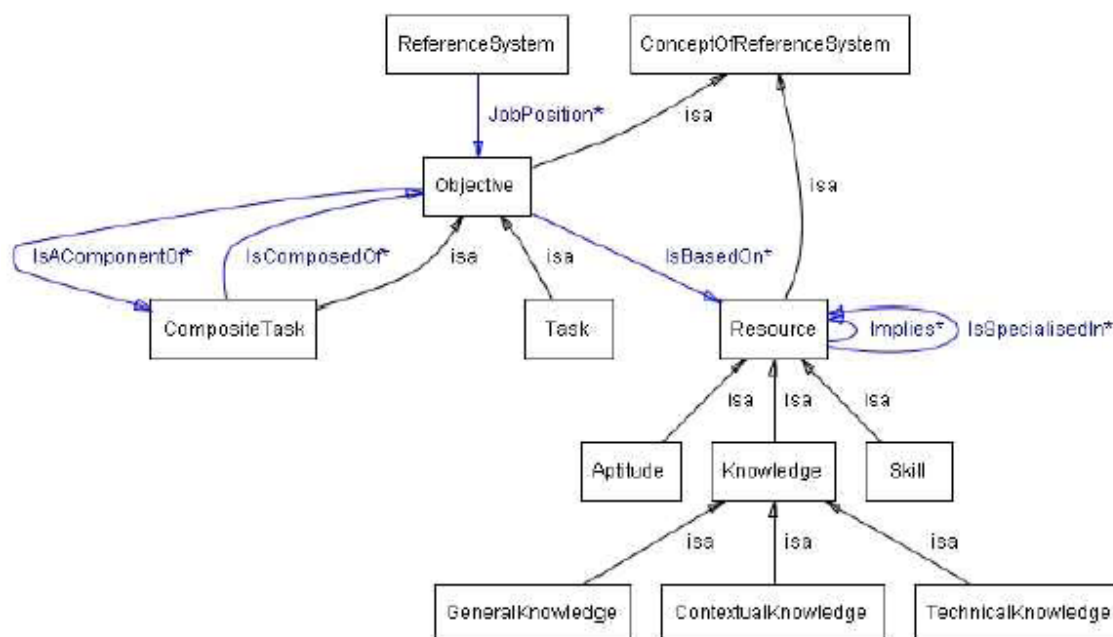 ReferenceSystem
ConceptOfReferenceSystem
JobPosition*
isa
Objective
isa
IsAComponentOf*
IsComposedOf*
isa
isa
IsBasedOn*
CompositeTask
Task
Resource
Implies*
IsSpecialisedIn*
isa
isa
isa
Aptitude
Knowledge
Skill
isa
isa
isa
GeneralKnowledge
ContextualKnowledge
TechnicalKnowledge